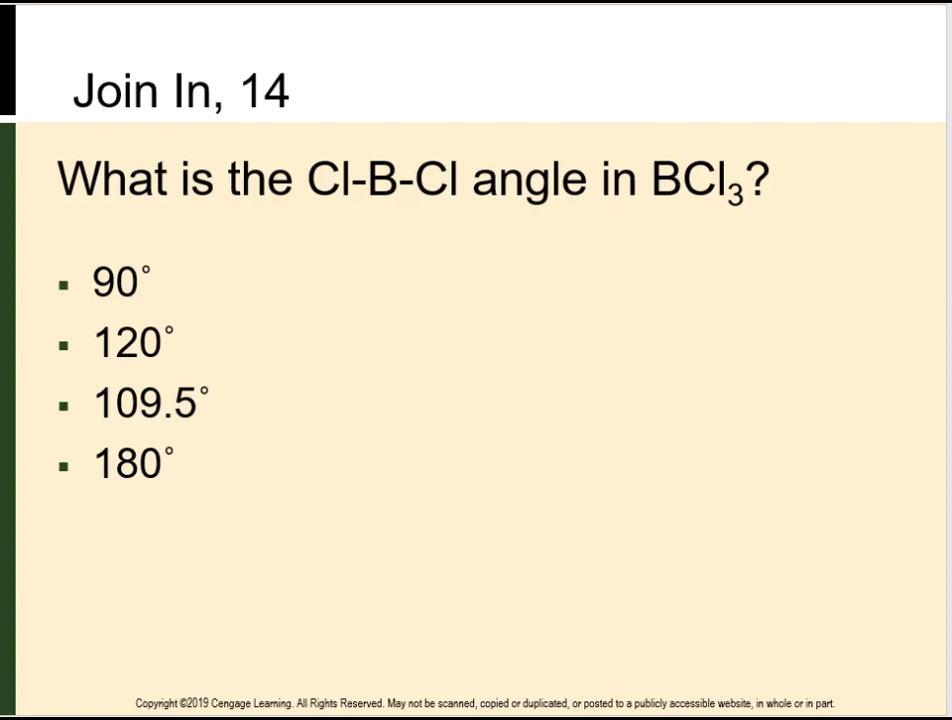 Join In, 14
What is the Cl-B-Cl angle in BCl₃?
▪ 90˚
▪ 120˚
▪ 109.5˚
▪ 180˚
Copyright ©2019 Cengage Learning. All Rights Reserved. May not be scanned, copied or duplicated, or posted to a publicly accessible website, in whole or in part.